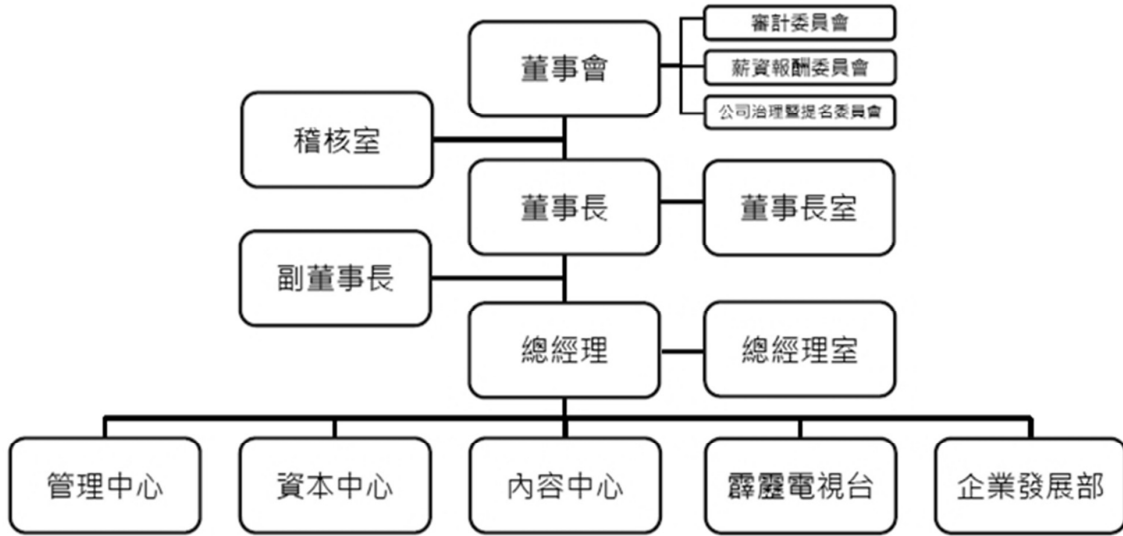 董事會
審計委員會
薪資報酬委員會
公司治理暨提名委員會
稽核室
董事長
董事長室
副董事長
總經理
總經理室
管理中心
資本中心
內容中心
霹靂電視台
企業發展部